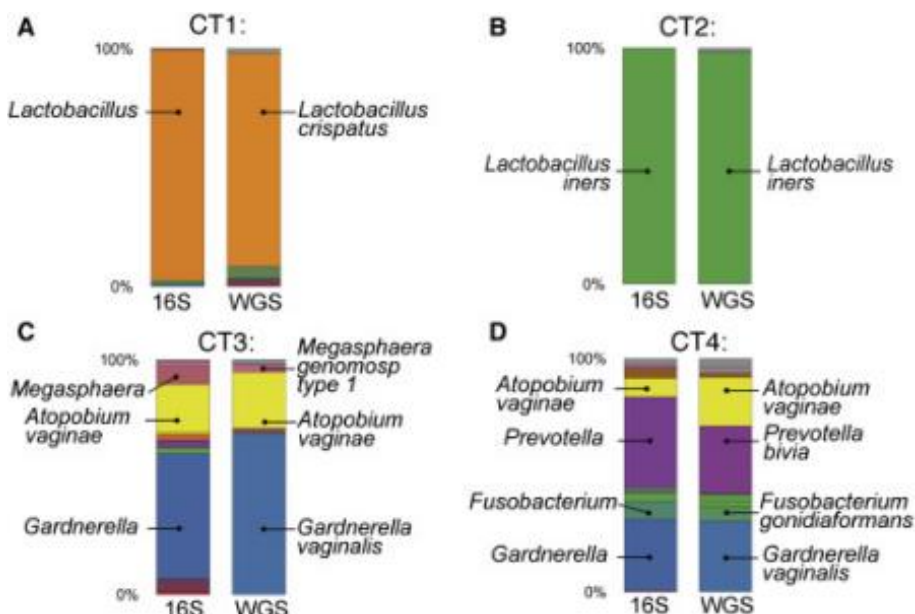 A
CT1:
100%
Lactobacillus
Lactobacillus
crispatus
0%
16S
WGS
B
CT2:
100%
Lactobacillus
iners
Lactobacillus
iners
0%
16S
WGS
C
CT3:
100%
Megasphaera
Atopobium
vaginae
Gardnerella
Megasphaera
genomosp
type 1
Atopobium
vaginae
Gardnerella
vaginalis
0%
16S
WGS
D
CT4:
100%
Atopobium
vaginae
Prevotella
Fusobacterium
Gardnerella
Atopobium
vaginae
Prevotella
bivia
Fusobacterium
gonidiaformans
Gardnerella
vaginalis
0%
16S
WGS